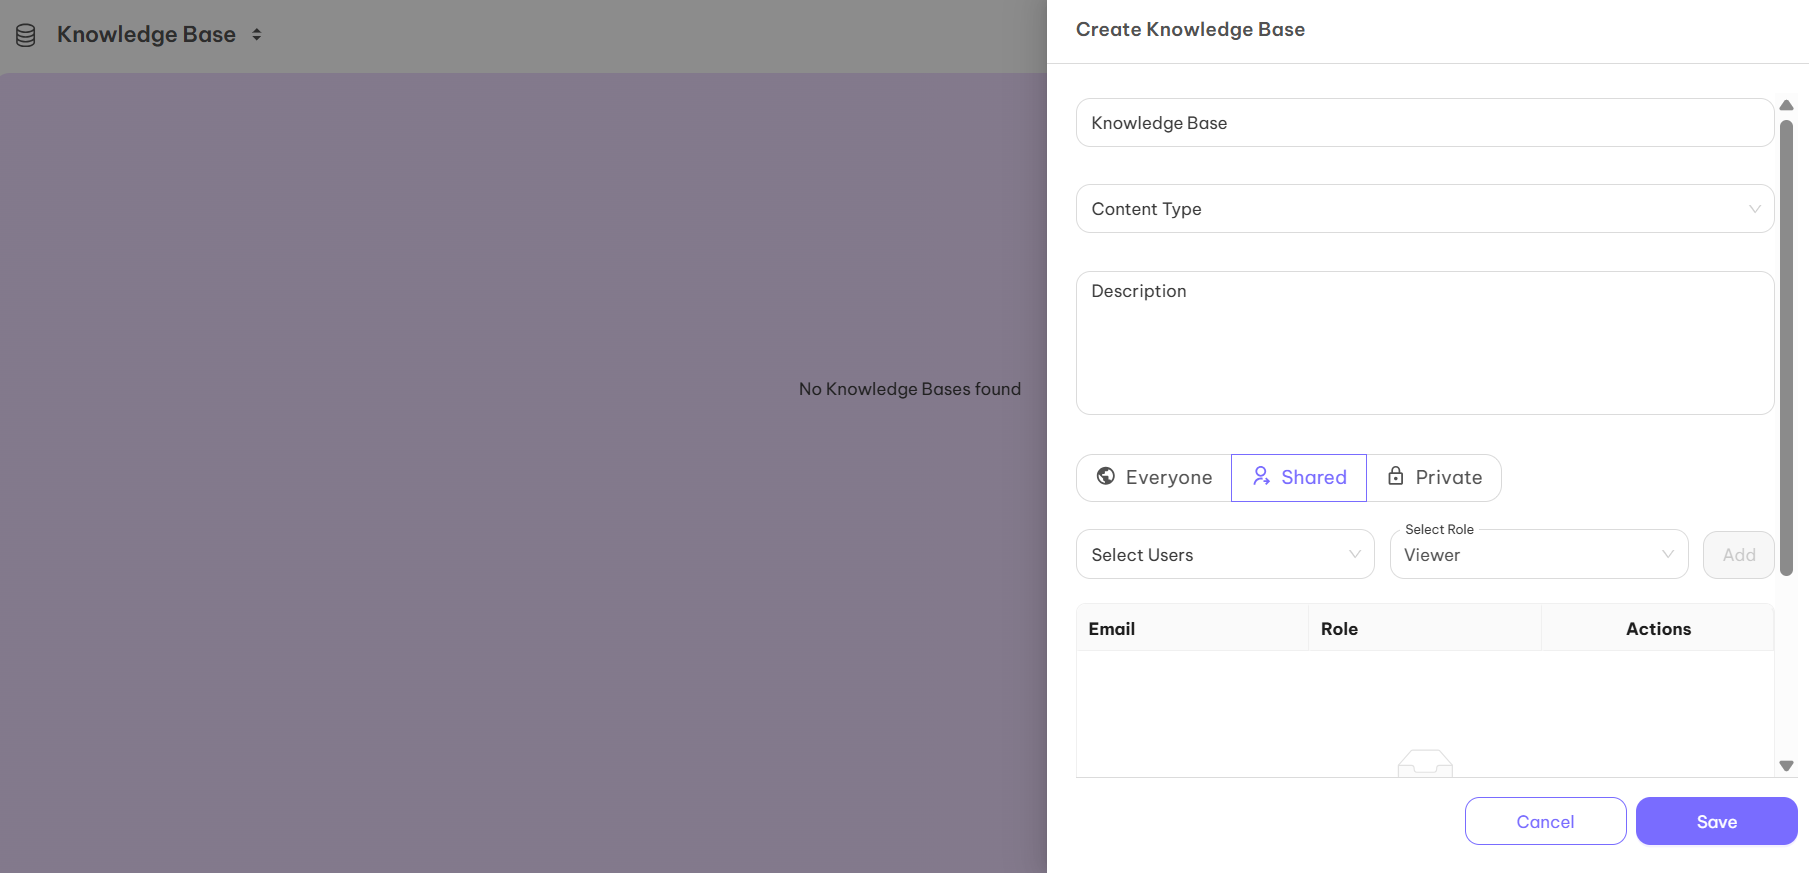 Knowledge Base
No Knowledge Bases found
Create Knowledge Base
Knowledge Base
Content Type
Description
Everyone Shared Private
Select Role
Select Users Viewer Add
Email Role Actions
Cancel Save